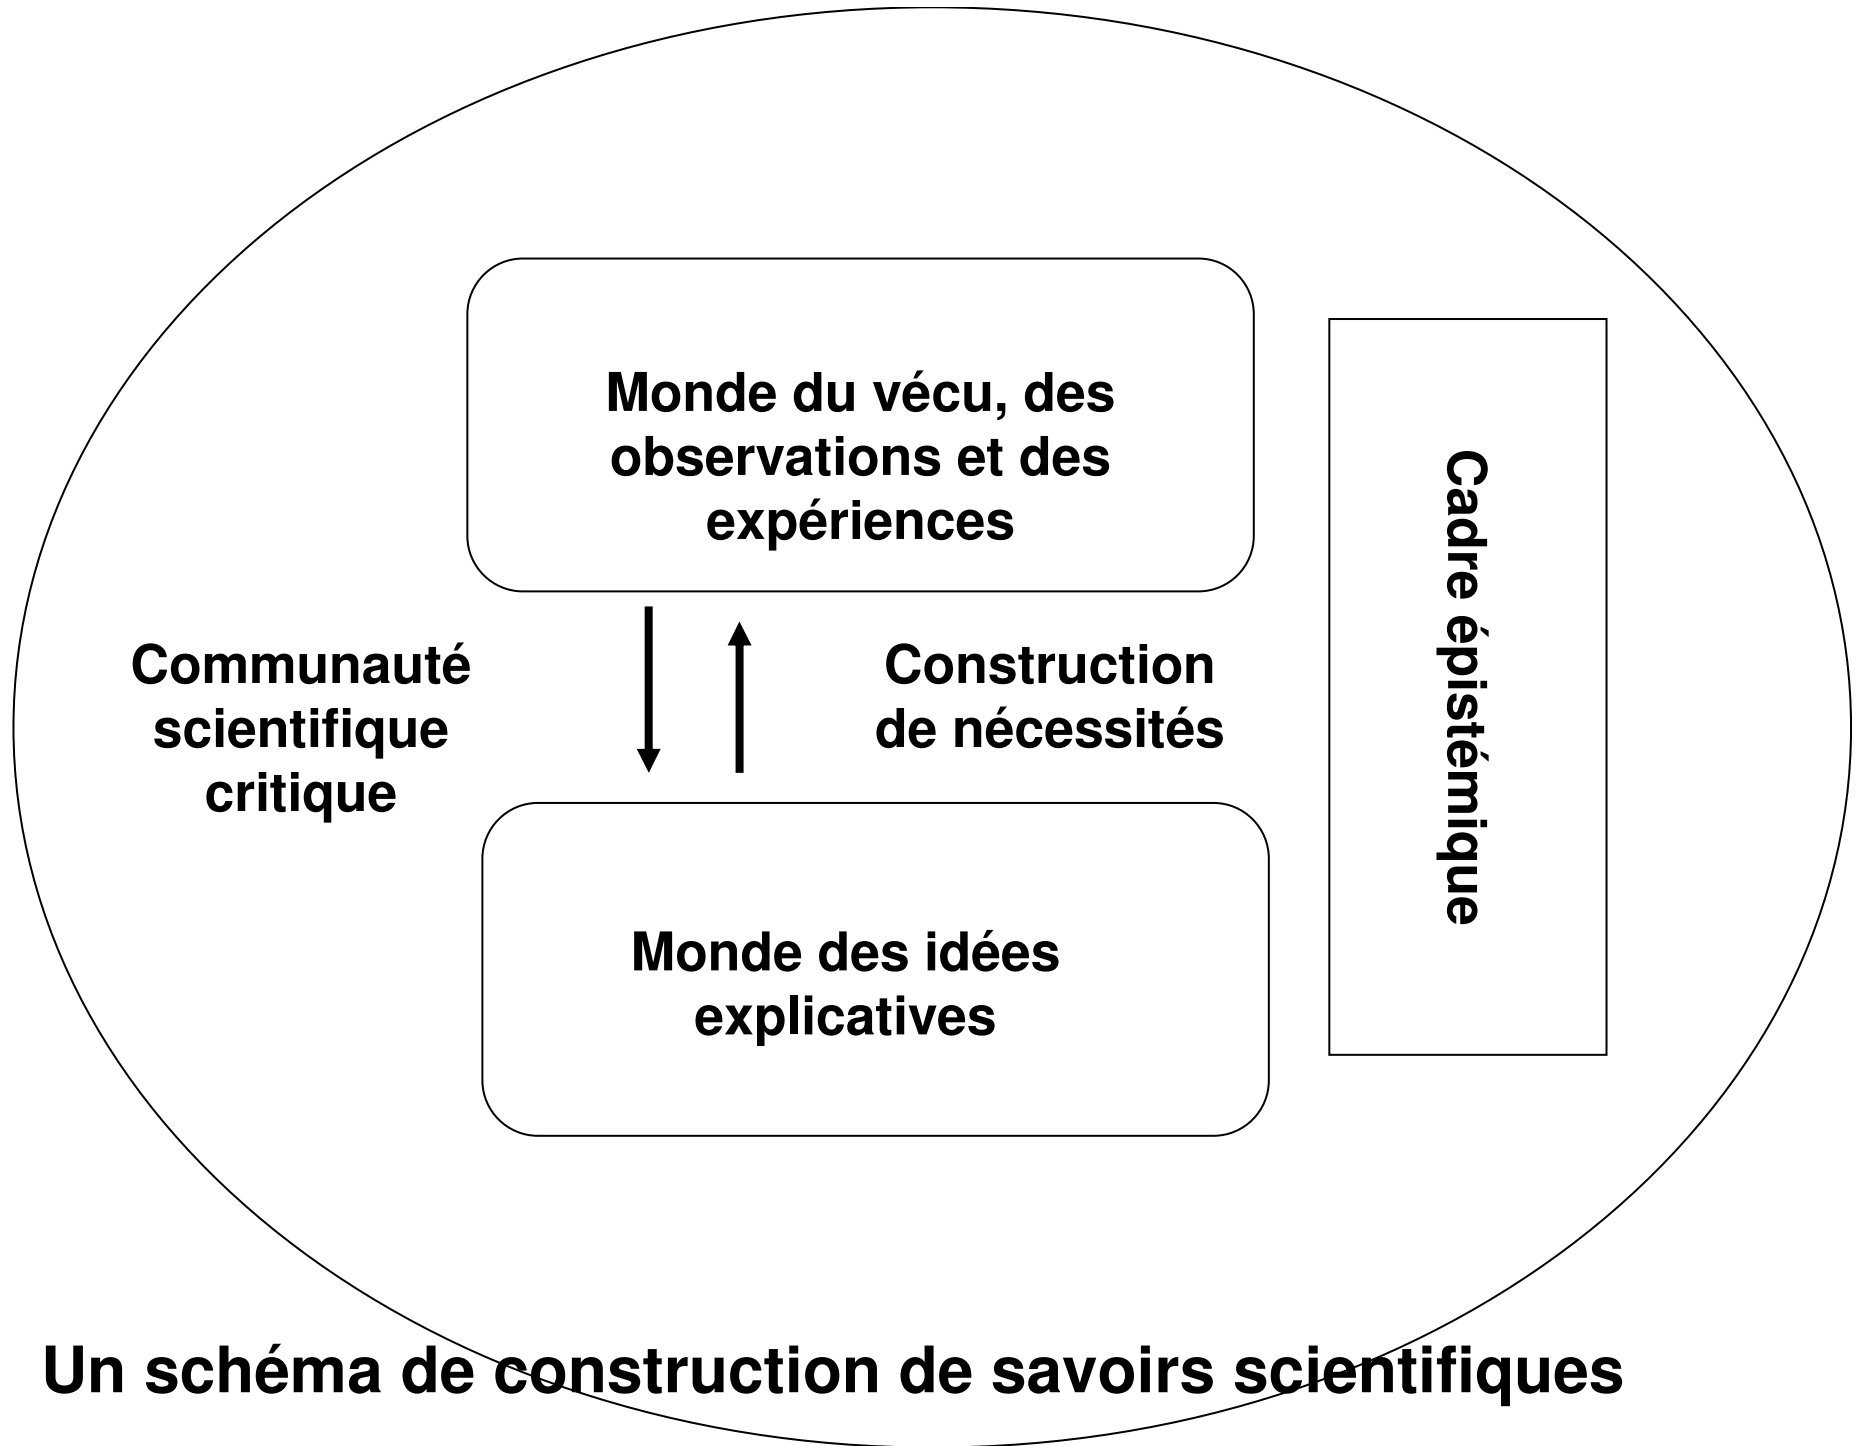 Monde du vécu, des
observations et des
expériences
Communauté
scientifique
critique
Construction
de nécessités
Cadre épistémique
Monde des idées
explicatives
Un schéma de construction de savoirs scientifiques